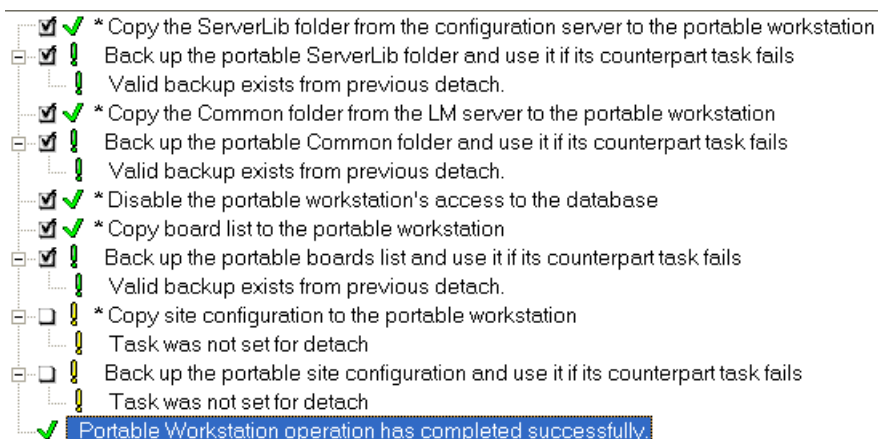 * Copy the ServerLib folder from the configuration server to the portable workstation
Back up the portable ServerLib folder and use it if its counterpart task fails
Valid backup exists from previous detach.
* Copy the Common folder from the LM server to the portable workstation
Back up the portable Common folder and use it if its counterpart task fails
Valid backup exists from previous detach.
* Disable the portable workstation's access to the database
* Copy board list to the portable workstation
Back up the portable boards list and use it if its counterpart task fails
Valid backup exists from previous detach.
* Copy site configuration to the portable workstation
Task was not set for detach
Back up the portable site configuration and use it if its counterpart task fails
Task was not set for detach
Portable Workstation operation has completed successfully.